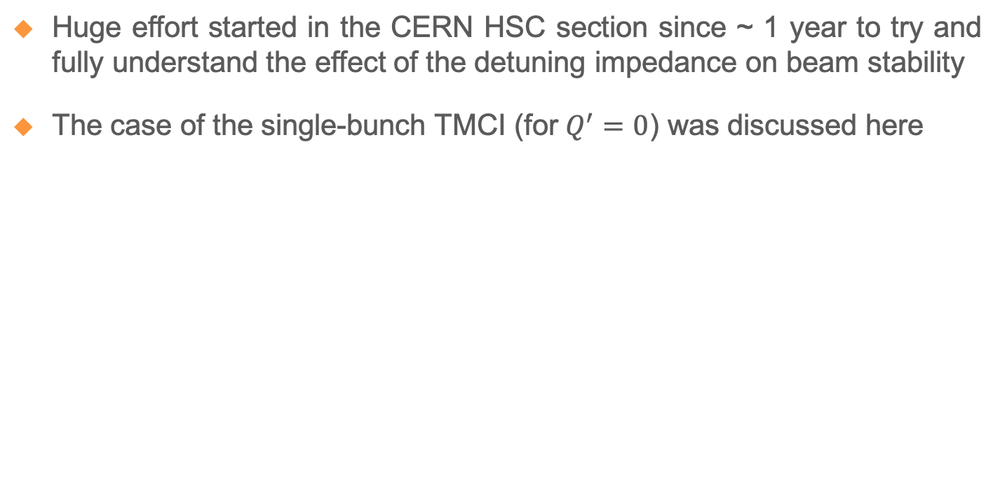 Huge effort started in the CERN HSC section since ~ 1 year to try and
fully understand the effect of the detuning impedance on beam stability
The case of the single-bunch TMCI (for 𝑄′ = 0) was discussed here